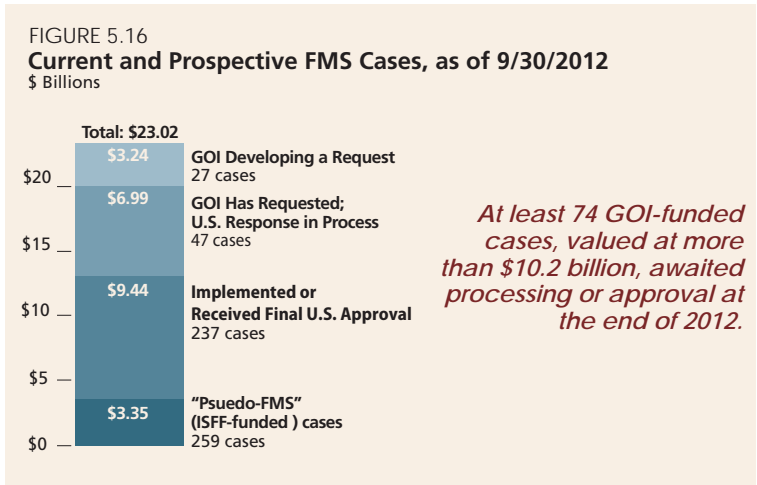 FIGURE 5.16
Current and Prospective FMS Cases, as of 9/30/2012
$ Billions
Total: $23.02
$20
$15
$10
$5
$0
$3.24
GOI Developing a Request
27 cases
$6.99
GOI Has Requested;
U.S. Response in Process
47 cases
$9.44
Implemented or
Received Final U.S. Approval
237 cases
$3.35
“Psuedo-FMS”
(ISFF-funded ) cases
259 cases
At least 74 GOI-funded
cases, valued at more
than $10.2 billion, awaited
processing or approval at
the end of 2012.